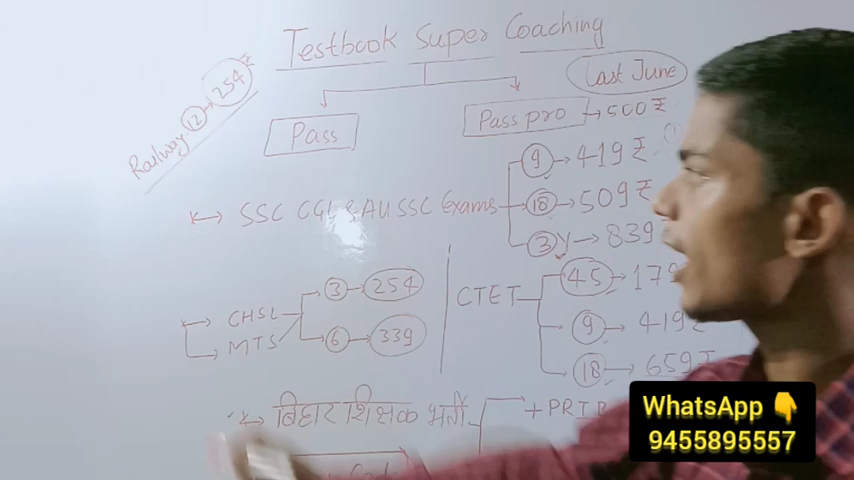 Testbook Super Coaching
Last June
Railway 12 → 254 ₹
Pass
Pass pro → 500 ₹
SSC CGL & All SSC Exams
9 → 419 ₹
18 → 509 ₹
3y → 839
CHSL
MTS
3 → 254
6 → 339
CTET
45 → 179
9 → 419 ₹
18 → 659 ₹
बिहार शिक्षक भर्ती
+ PRT
WhatsApp 👇
9455895557